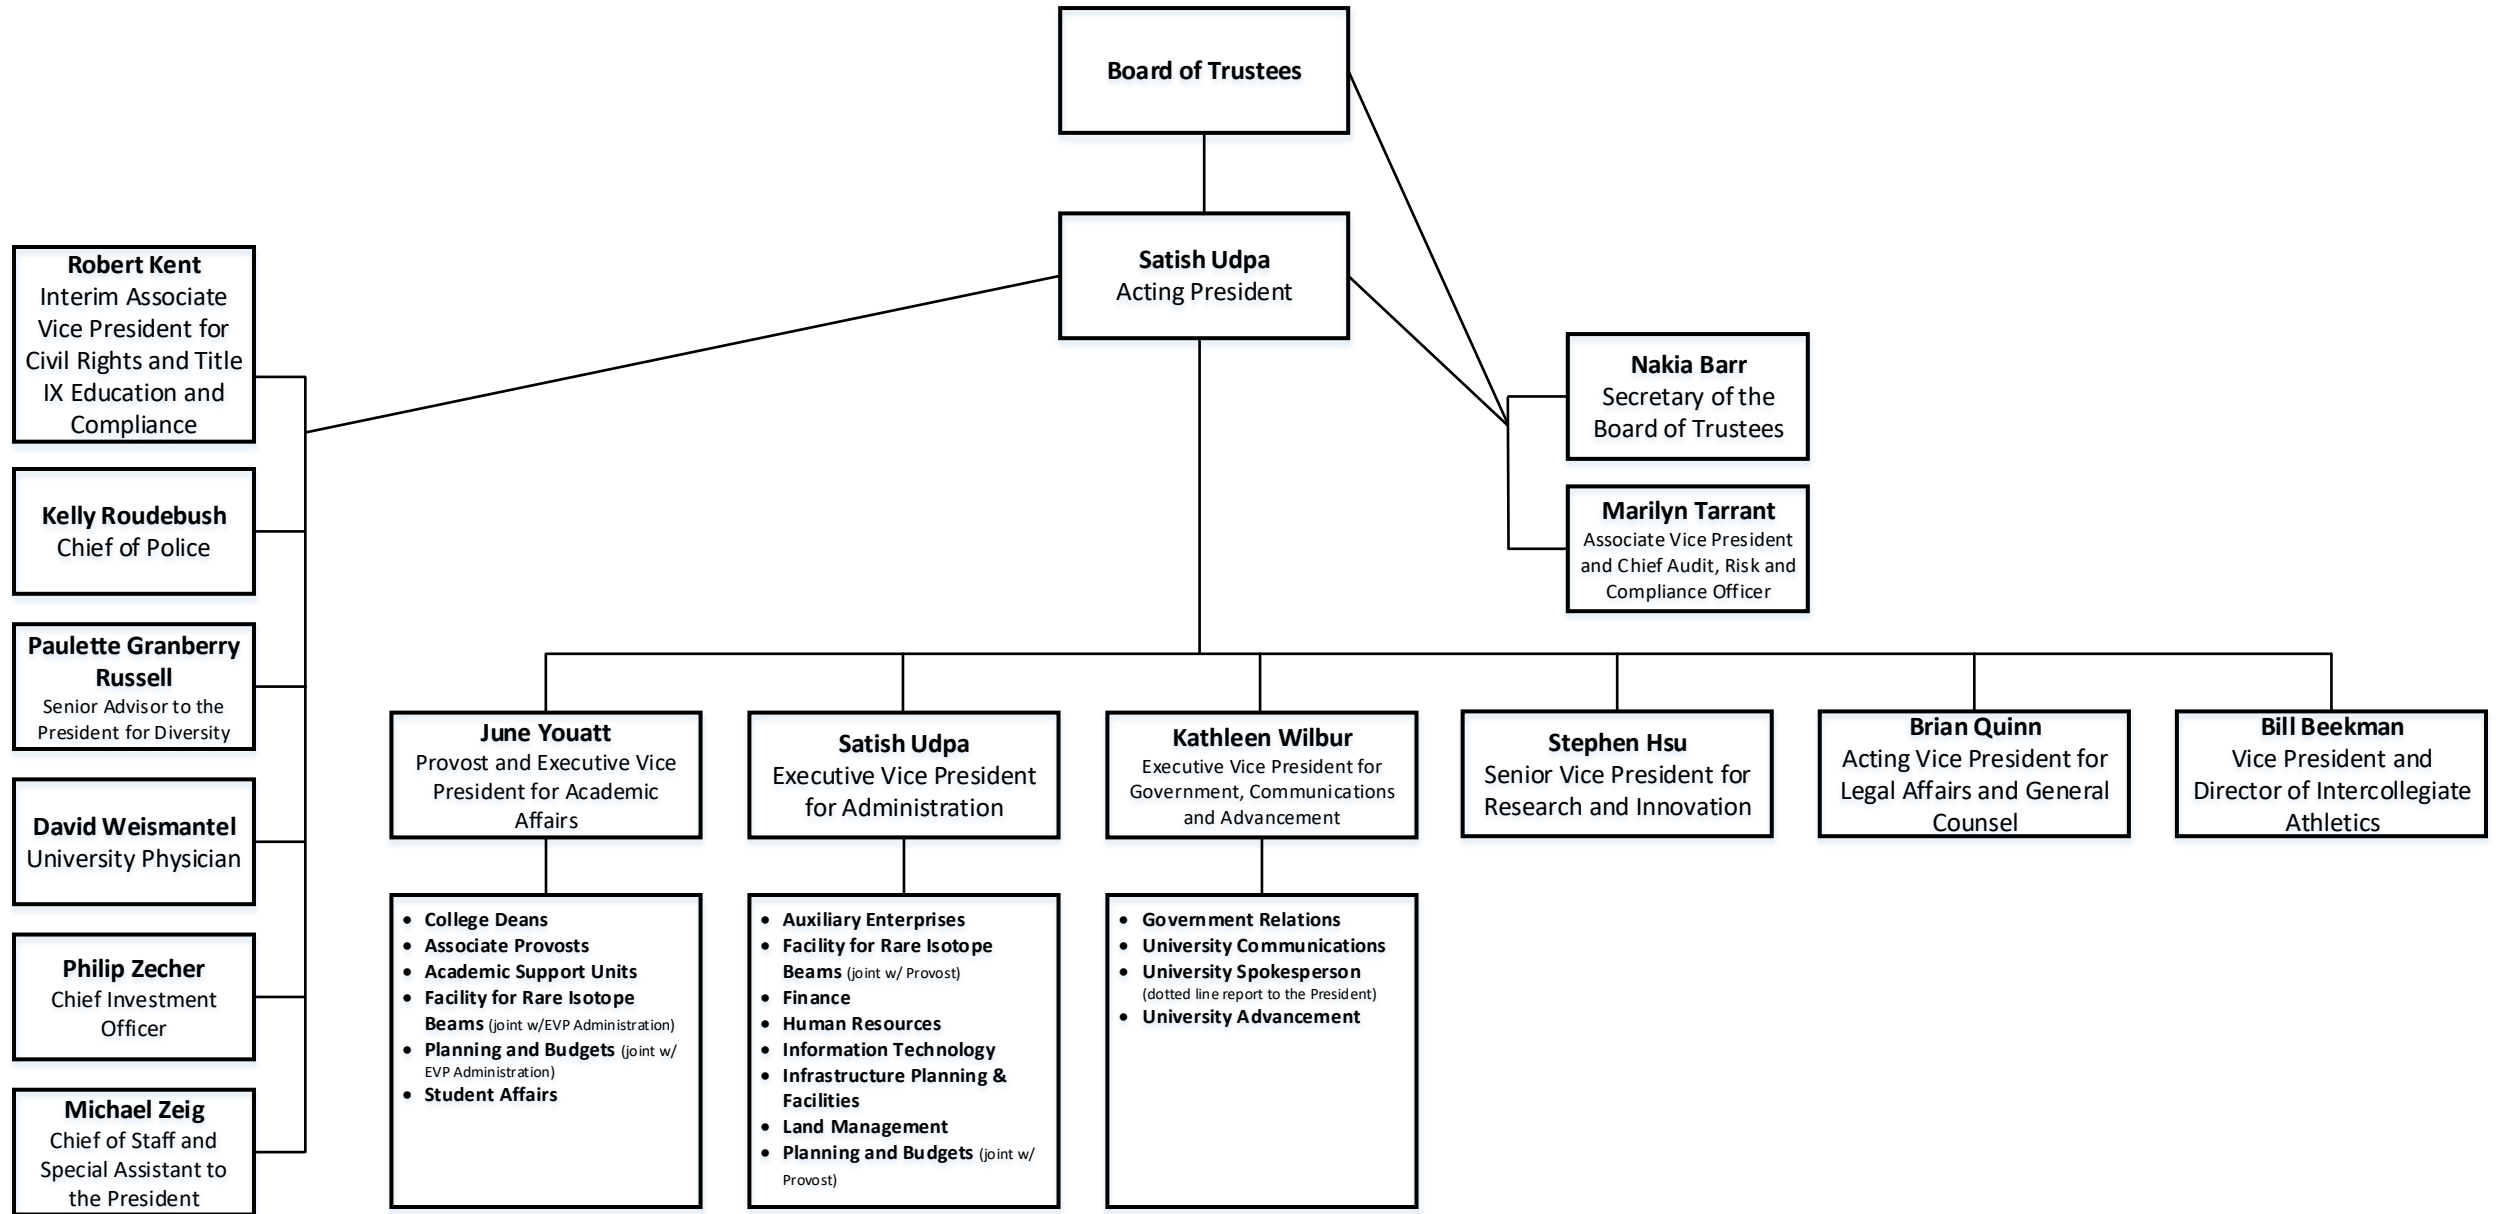 Board of Trustees
Satish Udpa
Acting President
Robert Kent
Interim Associate
Vice President for
Civil Rights and Title
IX Education and
Compliance
Kelly Roudebush
Chief of Police
Paulette Granberry
Russell
Senior Advisor to the
President for Diversity
David Weismantel
University Physician
Philip Zecher
Chief Investment
Officer
Michael Zeig
Chief of Staff and
Special Assistant to
the President
Nakia Barr
Secretary of the
Board of Trustees
Marilyn Tarrant
Associate Vice President
and Chief Audit, Risk and
Compliance Officer
June Youatt
Provost and Executive Vice
President for Academic
Affairs
Satish Udpa
Executive Vice President
for Administration
Kathleen Wilbur
Executive Vice President for
Government, Communications
and Advancement
Stephen Hsu
Senior Vice President for
Research and Innovation
Brian Quinn
Acting Vice President for
Legal Affairs and General
Counsel
Bill Beekman
Vice President and
Director of Intercollegiate
Athletics
• College Deans
• Associate Provosts
• Academic Support Units
• Facility for Rare Isotope
Beams (joint w/EVP Administration)
• Planning and Budgets (joint w/
EVP Administration)
• Student Affairs
• Auxiliary Enterprises
• Facility for Rare Isotope
Beams (joint w/ Provost)
• Finance
• Human Resources
• Information Technology
• Infrastructure Planning &
Facilities
• Land Management
• Planning and Budgets (joint w/
Provost)
• Government Relations
• University Communications
• University Spokesperson
(dotted line report to the President)
• University Advancement